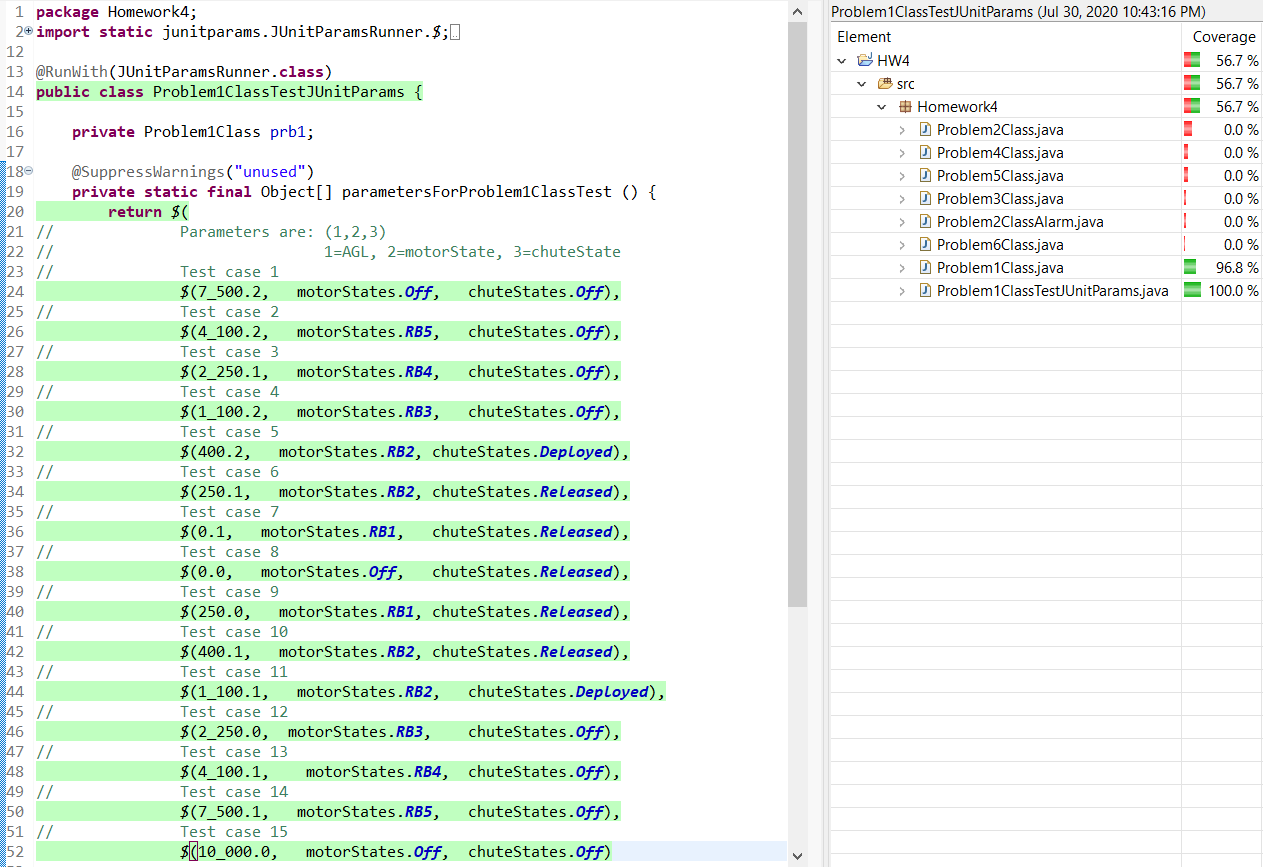 1 package Homework4;
2 import static junitparams.JUnitParamsRunner.$;
12
13 @RunWith(JUnitParamsRunner.class)
14 public class Problem1ClassTestJUnitParams {
15
16 private Problem1Class prb1;
17
18 @SuppressWarnings("unused")
19 private static final Object[] parametersForProblem1ClassTest () {
20 return $(
21 // Parameters are: (1,2,3)
22 // 1=AGL, 2=motorState, 3=chuteState
23 // Test case 1
24 $(7_500.2, motorStates.Off, chuteStates.Off),
25 // Test case 2
26 $(4_100.2, motorStates.RB5, chuteStates.Off),
27 // Test case 3
28 $(2_250.1, motorStates.RB4, chuteStates.Off),
29 // Test case 4
30 $(1_100.2, motorStates.RB3, chuteStates.Off),
31 // Test case 5
32 $(400.2, motorStates.RB2, chuteStates.Deployed),
33 // Test case 6
34 $(250.1, motorStates.RB2, chuteStates.Released),
35 // Test case 7
36 $(0.1, motorStates.RB1, chuteStates.Released),
37 // Test case 8
38 $(0.0, motorStates.Off, chuteStates.Released),
39 // Test case 9
40 $(250.0, motorStates.RB1, chuteStates.Released),
41 // Test case 10
42 $(400.1, motorStates.RB2, chuteStates.Released),
43 // Test case 11
44 $(1_100.1, motorStates.RB2, chuteStates.Deployed),
45 // Test case 12
46 $(2_250.0, motorStates.RB3, chuteStates.Off),
47 // Test case 13
48 $(4_100.1, motorStates.RB4, chuteStates.Off),
49 // Test case 14
50 $(7_500.1, motorStates.RB5, chuteStates.Off),
51 // Test case 15
52 $(10_000.0, motorStates.Off, chuteStates.Off)
Problem1ClassTestJUnitParams (Jul 30, 2020 10:43:16 PM)
Element Coverage
HW4 56.7 %
src 56.7 %
Homework4 56.7 %
Problem2Class.java 0.0 %
Problem4Class.java 0.0 %
Problem5Class.java 0.0 %
Problem3Class.java 0.0 %
Problem2ClassAlarm.java 0.0 %
Problem6Class.java 0.0 %
Problem1Class.java 96.8 %
Problem1ClassTestJUnitParams.java 100.0 %